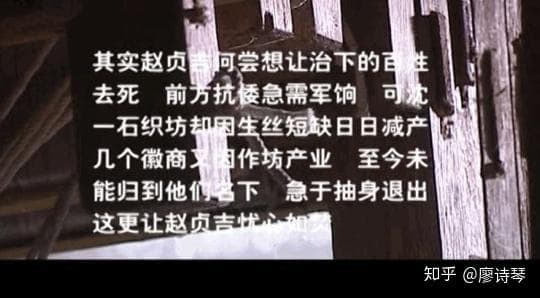 其实赵贞吉何尝想让治下的百姓
去死 前方抗倭急需军饷 可沈
一石织坊却因生丝短缺日日减产
几个徽商又因作坊产业 至今未
能归到他们名下 急于抽身退出
这更让赵贞吉忧心如焚
知乎 @廖诗琴